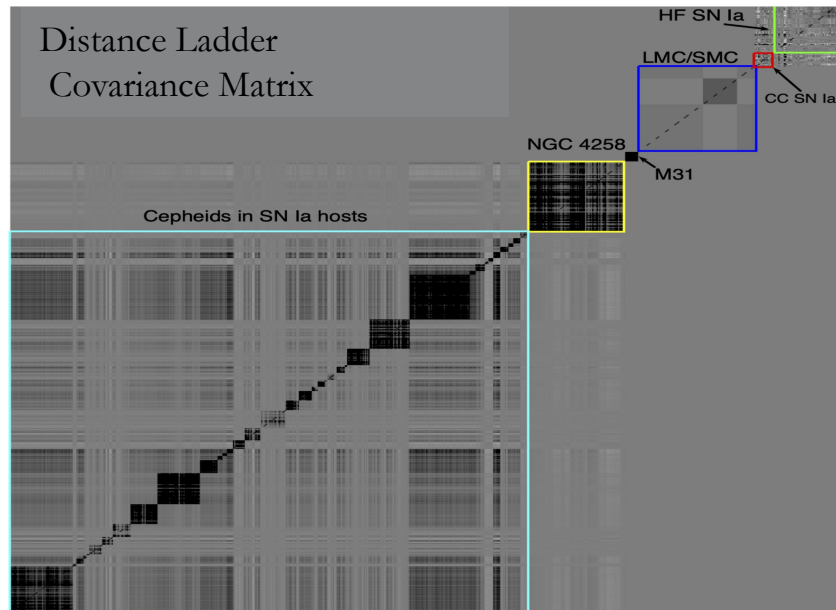 Distance Ladder
Covariance Matrix
HF SN Ia
LMC/SMC
CC SN Ia
NGC 4258
M31
Cepheids in SN Ia hosts